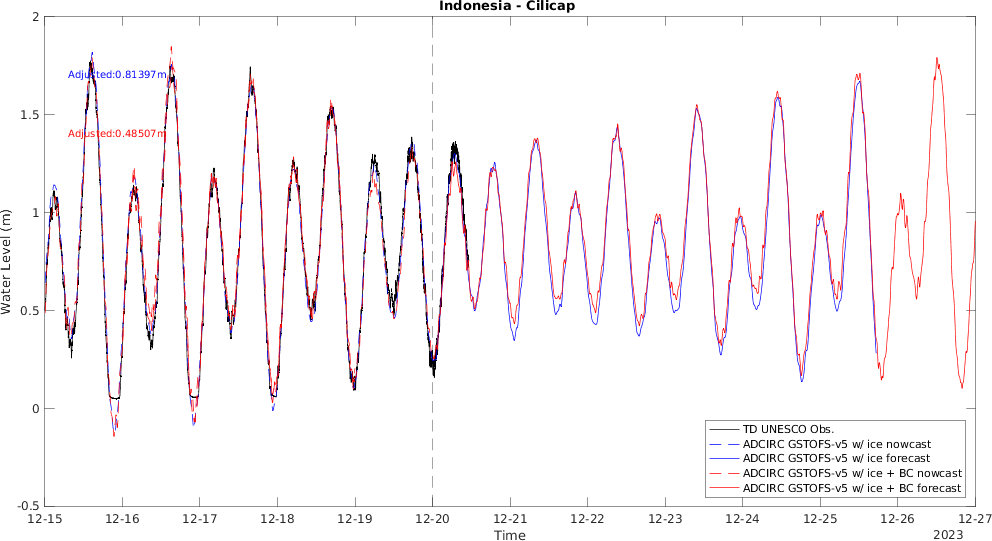 Indonesia - Cilicap
2
1.5
1
0.5
0
-0.5
Water Level (m)
Adjusted:0.81397m
Adjusted:0.48507m
TD UNESCO Obs.
ADCIRC GSTOFS-v5 w/ ice nowcast
ADCIRC GSTOFS-v5 w/ ice forecast
ADCIRC GSTOFS-v5 w/ ice + BC nowcast
ADCIRC GSTOFS-v5 w/ ice + BC forecast
12-15 12-16 12-17 12-18 12-19 12-20 12-21 12-22 12-23 12-24 12-25 12-26 12-27
Time
2023